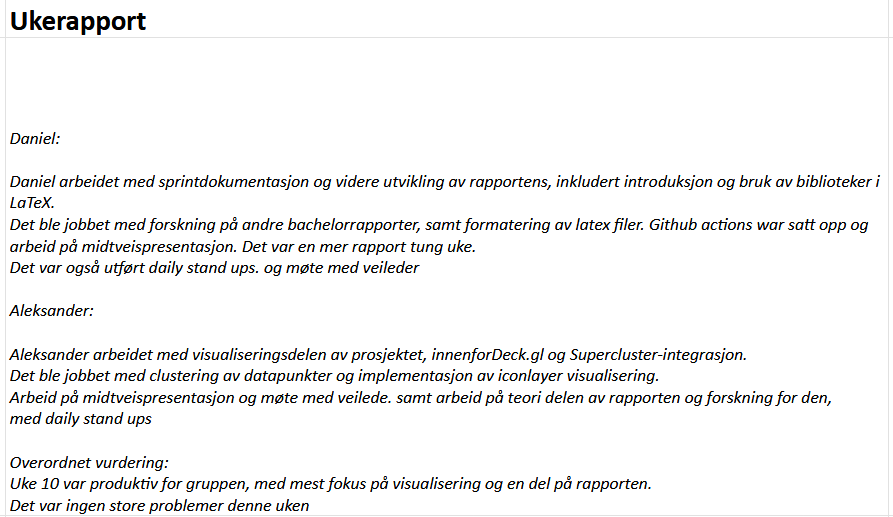 Ukerapport
Daniel:
Daniel arbeidet med sprintdokumentasjon og videre utvikling av rapportens, inkludert introduksjon og bruk av biblioteker i
LaTeX.
Det ble jobbet med forskning på andre bachelorrapporter, samt formatering av latex filer. Github actions war satt opp og
arbeid på midtveispresentasjon. Det var en mer rapport tung uke.
Det var også utført daily stand ups. og møte med veileder
Aleksander:
Aleksander arbeidet med visualiseringsdelen av prosjektet, innenforDeck.gl og Supercluster-integrasjon.
Det ble jobbet med clustering av datapunkter og implementasjon av iconlayer visualisering.
Arbeid på midtveispresentasjon og møte med veilede. samt arbeid på teori delen av rapporten og forskning for den,
med daily stand ups
Overordnet vurdering:
Uke 10 var produktiv for gruppen, med mest fokus på visualisering og en del på rapporten.
Det var ingen store problemer denne uken